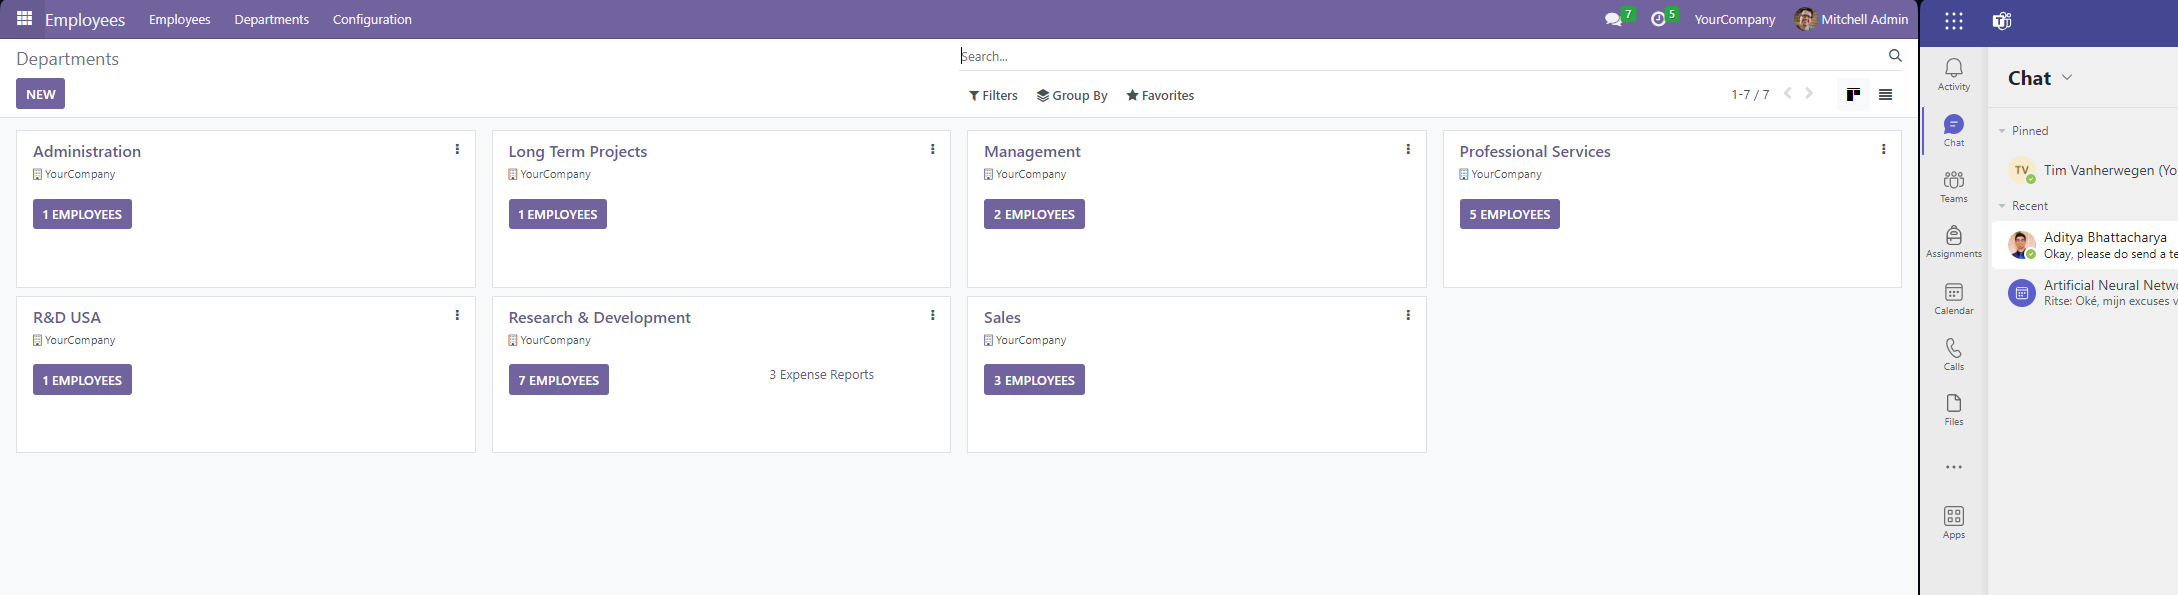 Employees Employees Departments Configuration 7 5 YourCompany Mitchell Admin
Departments
Search...
NEW
Filters Group By Favorites 1-7 / 7
Administration
YourCompany
1 EMPLOYEES
Long Term Projects
YourCompany
1 EMPLOYEES
Management
YourCompany
2 EMPLOYEES
Professional Services
YourCompany
5 EMPLOYEES
R&D USA
YourCompany
1 EMPLOYEES
Research & Development
YourCompany
7 EMPLOYEES
3 Expense Reports
Sales
YourCompany
3 EMPLOYEES
Activity
Chat
Teams
Assignments
Calendar
Calls
Files
Apps
Chat
Pinned
TV
Tim Vanherwegen (Yo
Recent
Aditya Bhattacharya
Okay, please do send a te
Artificial Neural Netwo
Ritse: Oké, mijn excuses v